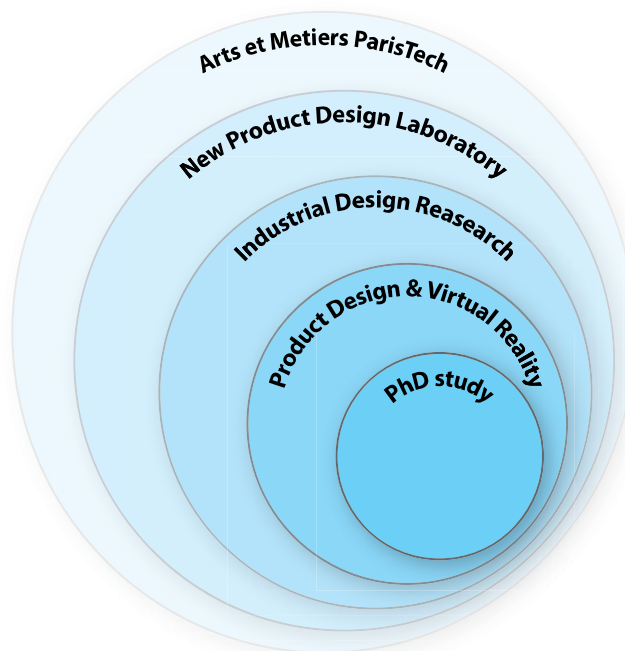 Arts et Metiers ParisTech
New Product Design Laboratory
Industrial Design Reasearch
Product Design & Virtual Reality
PhD study